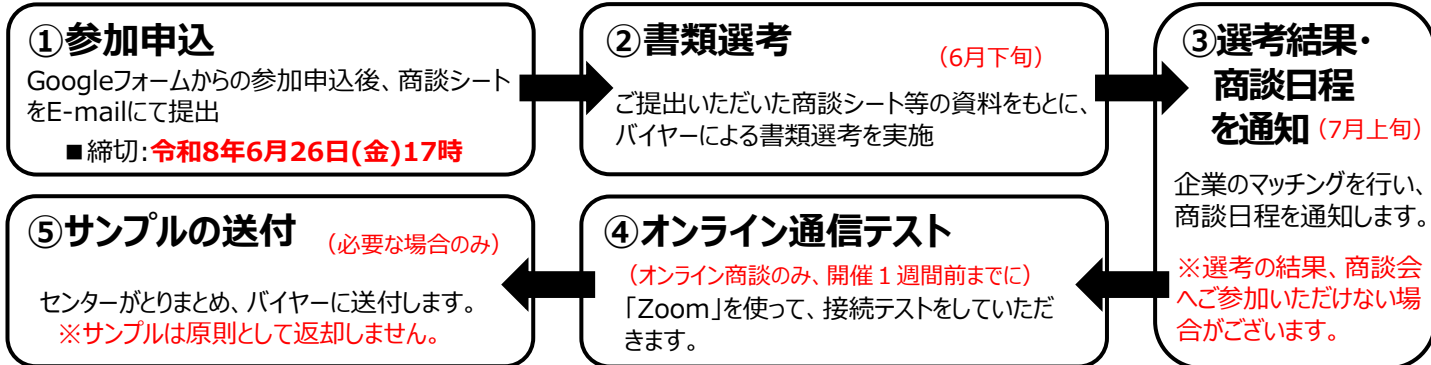 ①参加申込
Googleフォームからの参加申込後、商談シート
をE-mailにて提出
■締切:令和8年6月26日(金)17時
②書類選考
（6月下旬）
ご提出いただいた商談シート等の資料をもとに、
バイヤーによる書類選考を実施
③選考結果・
商談日程
を通知（7月上旬）
企業のマッチングを行い、
商談日程を通知します。
※選考の結果、商談会
へご参加いただけない場
合がございます。
④オンライン通信テスト
（オンライン商談のみ、開催１週間前までに）
「Zoom」を使って、接続テストをしていただ
きます。
⑤サンプルの送付
（必要な場合のみ）
センターがとりまとめ、バイヤーに送付します。
※サンプルは原則として返却しません。